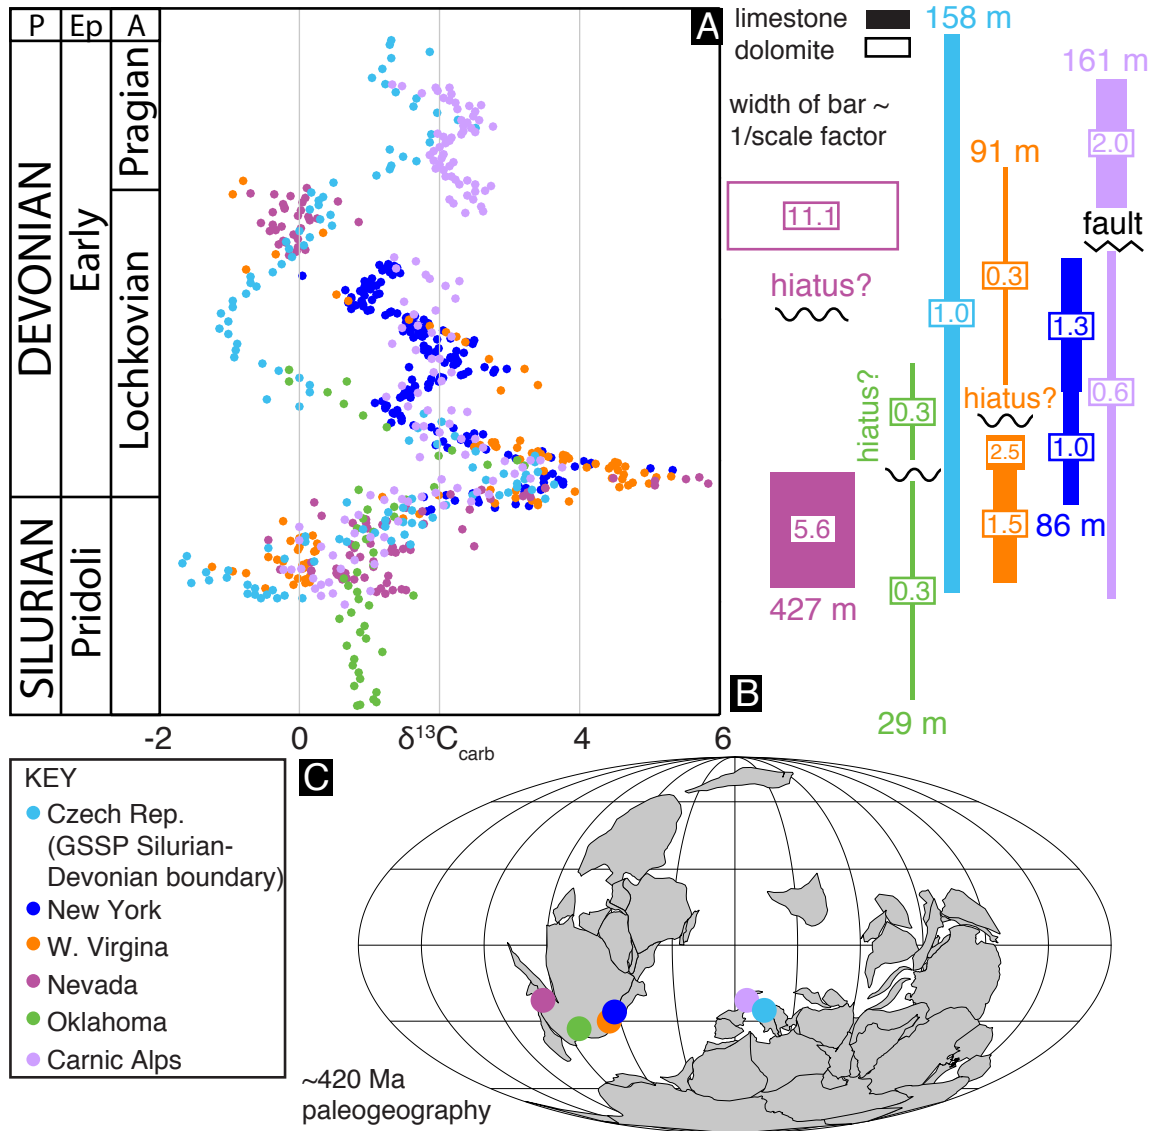 P Ep A
DEVONIAN
SILURIAN
Early
Pridoli
Pragian
Lochkovian
A
-2 0 δ¹³C_carb 4 6
limestone
dolomite
width of bar ~
1/scale factor
158 m
161 m
91 m
2.0
11.1
fault
hiatus?
0.3
1.0
1.3
hiatus?
0.3
hiatus?
0.6
2.5
1.0
5.6
1.5
86 m
0.3
427 m
29 m
B
KEY
Czech Rep.
(GSSP Silurian-
Devonian boundary)
New York
W. Virgina
Nevada
Oklahoma
Carnic Alps
C
~420 Ma
paleogeography